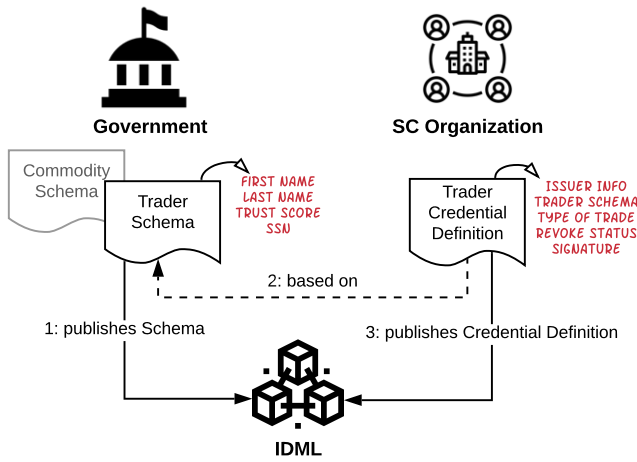 Government
SC Organization
Commodity
Schema
Trader
Schema
FIRST NAME
LAST NAME
TRUST SCORE
SSN
Trader
Credential
Definition
ISSUER INFO
TRADER SCHEMA
TYPE OF TRADE
REVOKE STATUS
SIGNATURE
2: based on
1: publishes Schema
3: publishes Credential Definition
IDML